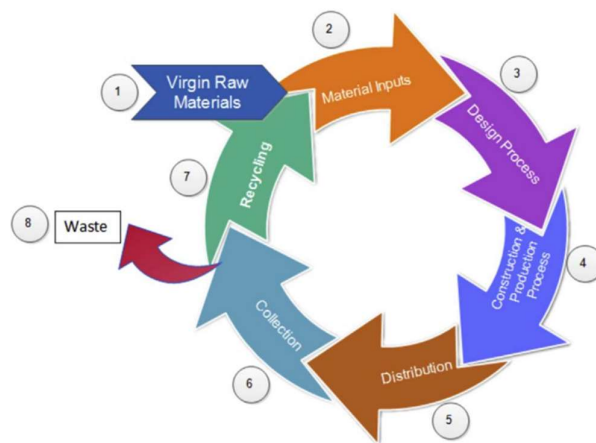 1
Virgin Raw
Materials
2
Material Inputs
3
Design Process
4
Construction &
Production
Process
5
Distribution
6
Collection
7
Recycling
8
Waste